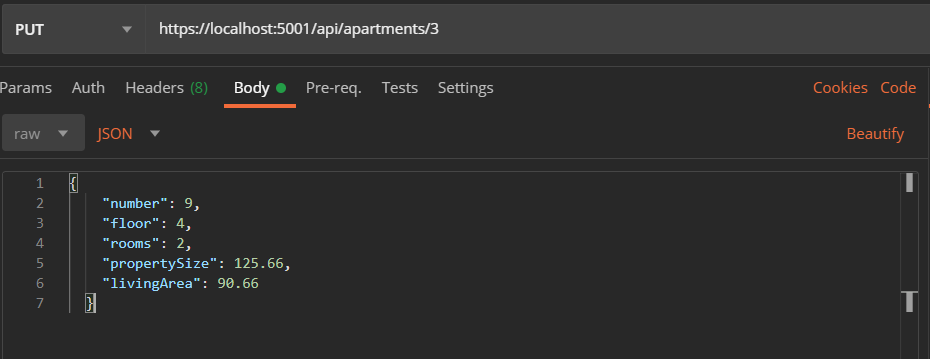 PUT https://localhost:5001/api/apartments/3
Params Auth Headers (8) Body Pre-req. Tests Settings Cookies Code
raw JSON Beautify
1 {
2 "number": 9,
3 "floor": 4,
4 "rooms": 2,
5 "propertySize": 125.66,
6 "livingArea": 90.66
7 }